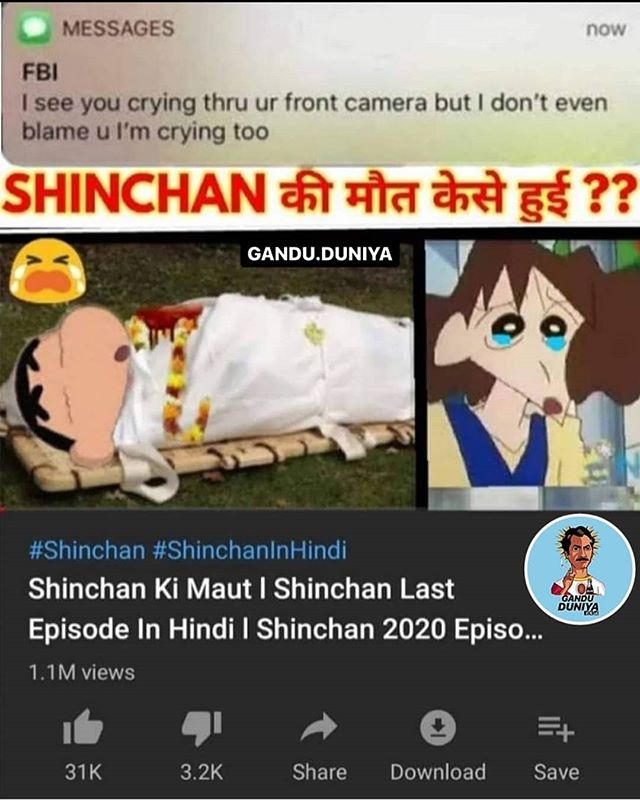 MESSAGES
now
FBI
I see you crying thru ur front camera but I don't even
blame u I'm crying too
SHINCHAN की मौत केसे हुई ??
GANDU.DUNIYA
#Shinchan #ShinchanInHindi
Shinchan Ki Maut l Shinchan Last
Episode In Hindi l Shinchan 2020 Episo...
GANDU
DUNIYA
1.1M views
31K
3.2K
Share
Download
Save